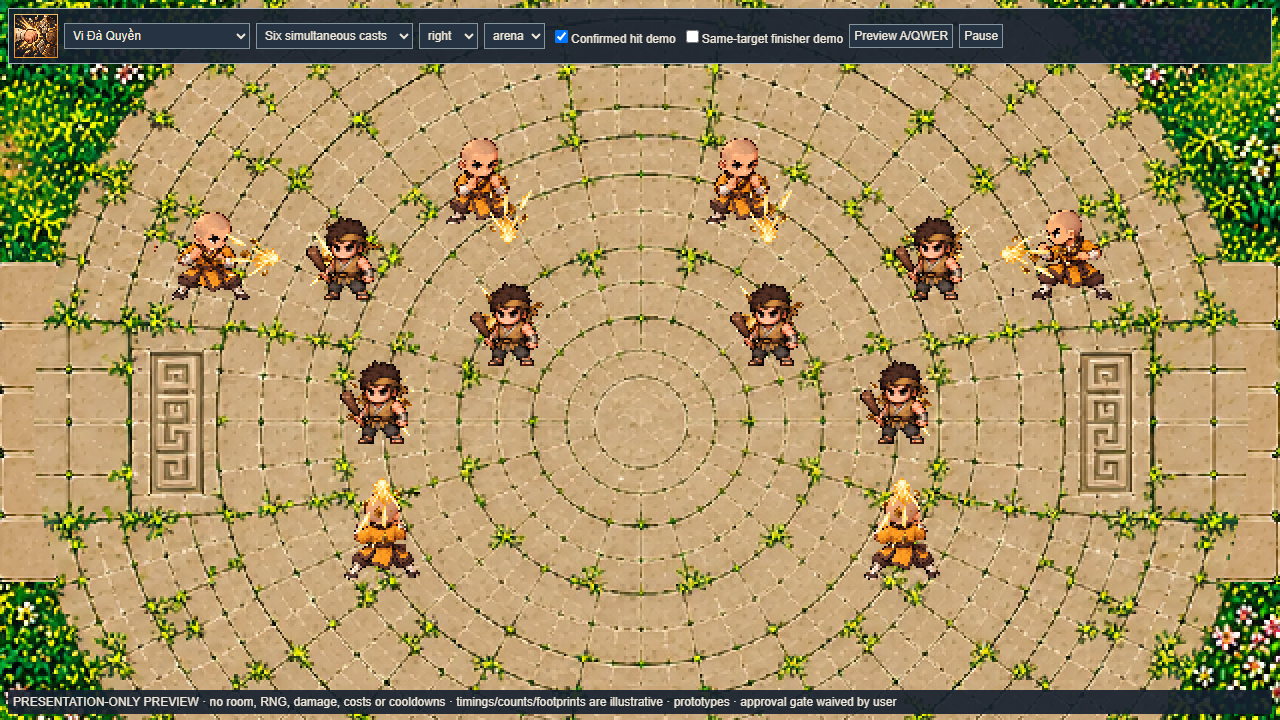 Vi Đà Quyền Six simultaneous casts right arena Confirmed hit demo Same-target finisher demo Preview A/QWER Pause
PRESENTATION-ONLY PREVIEW · no room, RNG, damage, costs or cooldowns · timings/counts/footprints are illustrative · prototypes · approval gate waived by user